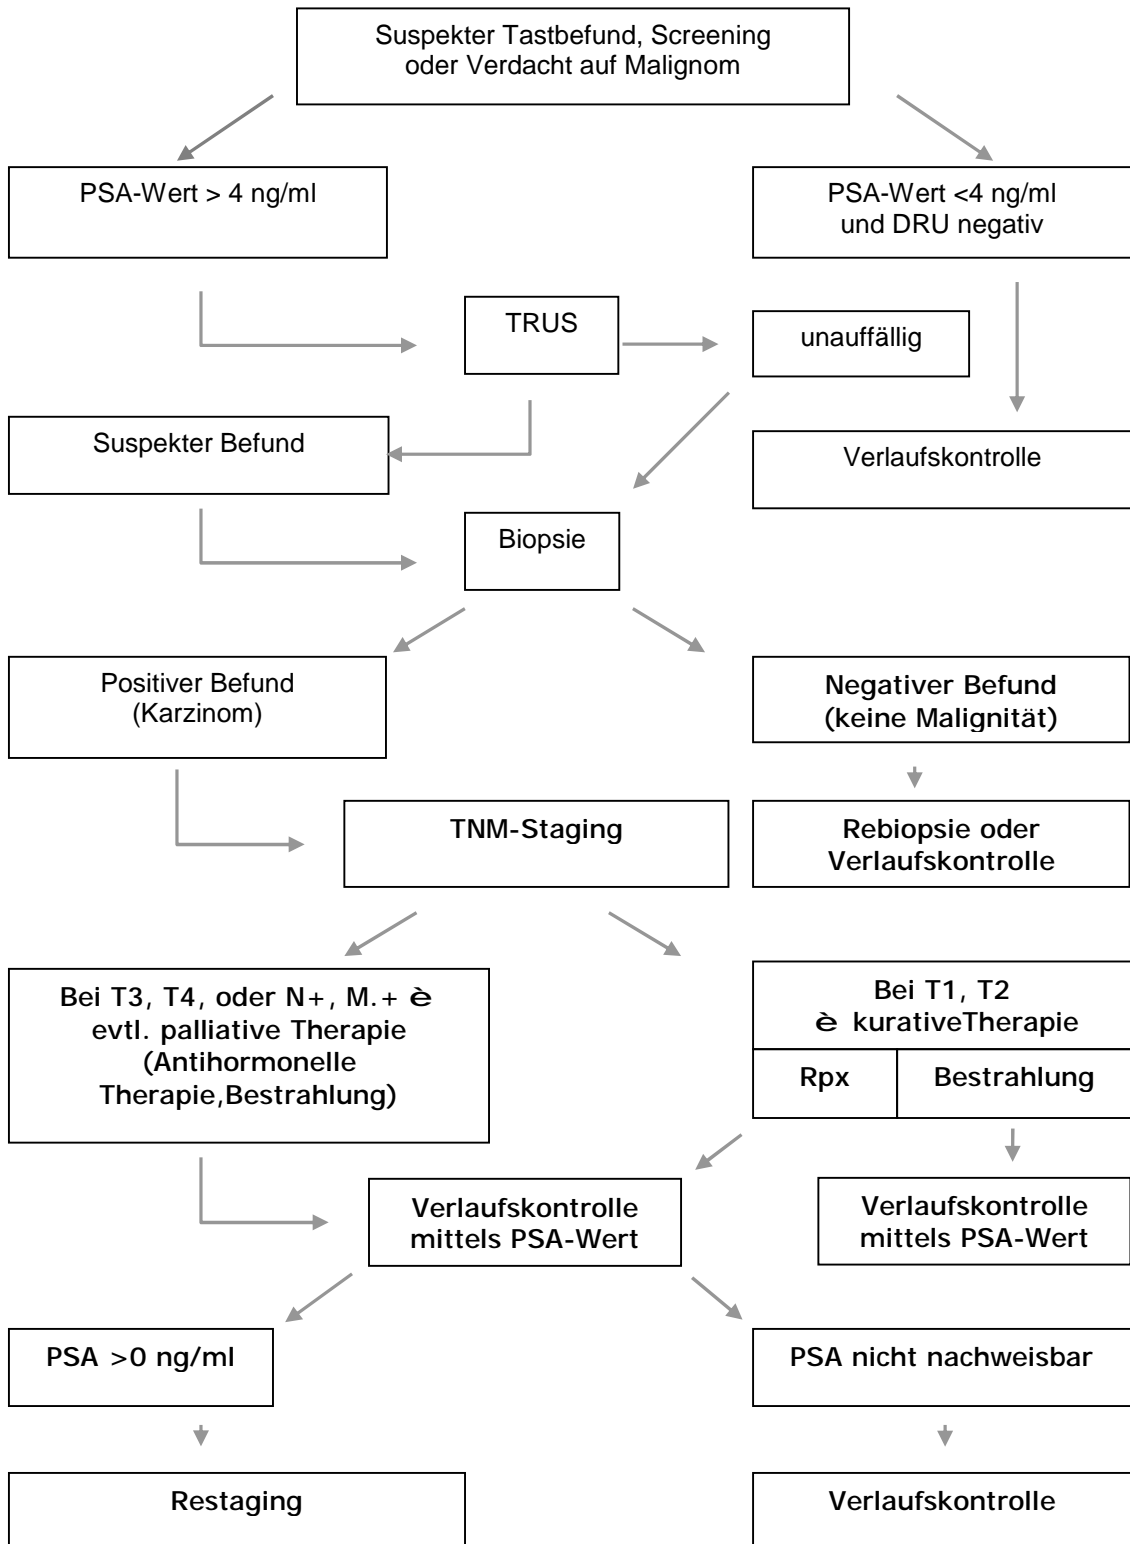 Suspekter Tastbefund, Screening
oder Verdacht auf Malignom
PSA-Wert > 4 ng/ml
PSA-Wert <4 ng/ml
und DRU negativ
TRUS
unauffällig
Suspekter Befund
Verlaufskontrolle
Biopsie
Positiver Befund
(Karzinom)
Negativer Befund
(keine Malignität)
TNM-Staging
Rebiopsie oder
Verlaufskontrolle
Bei T3, T4, oder N+, M.+ è
evtl. palliative Therapie
(Antihormonelle
Therapie,Bestrahlung)
Bei T1, T2
è kurativeTherapie
Rpx
Bestrahlung
Verlaufskontrolle
mittels PSA-Wert
Verlaufskontrolle
mittels PSA-Wert
PSA >0 ng/ml
PSA nicht nachweisbar
Restaging
Verlaufskontrolle